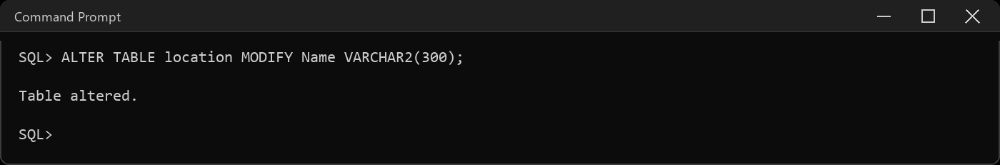 Command Prompt
SQL> ALTER TABLE location MODIFY Name VARCHAR2(300);
Table altered.
SQL>